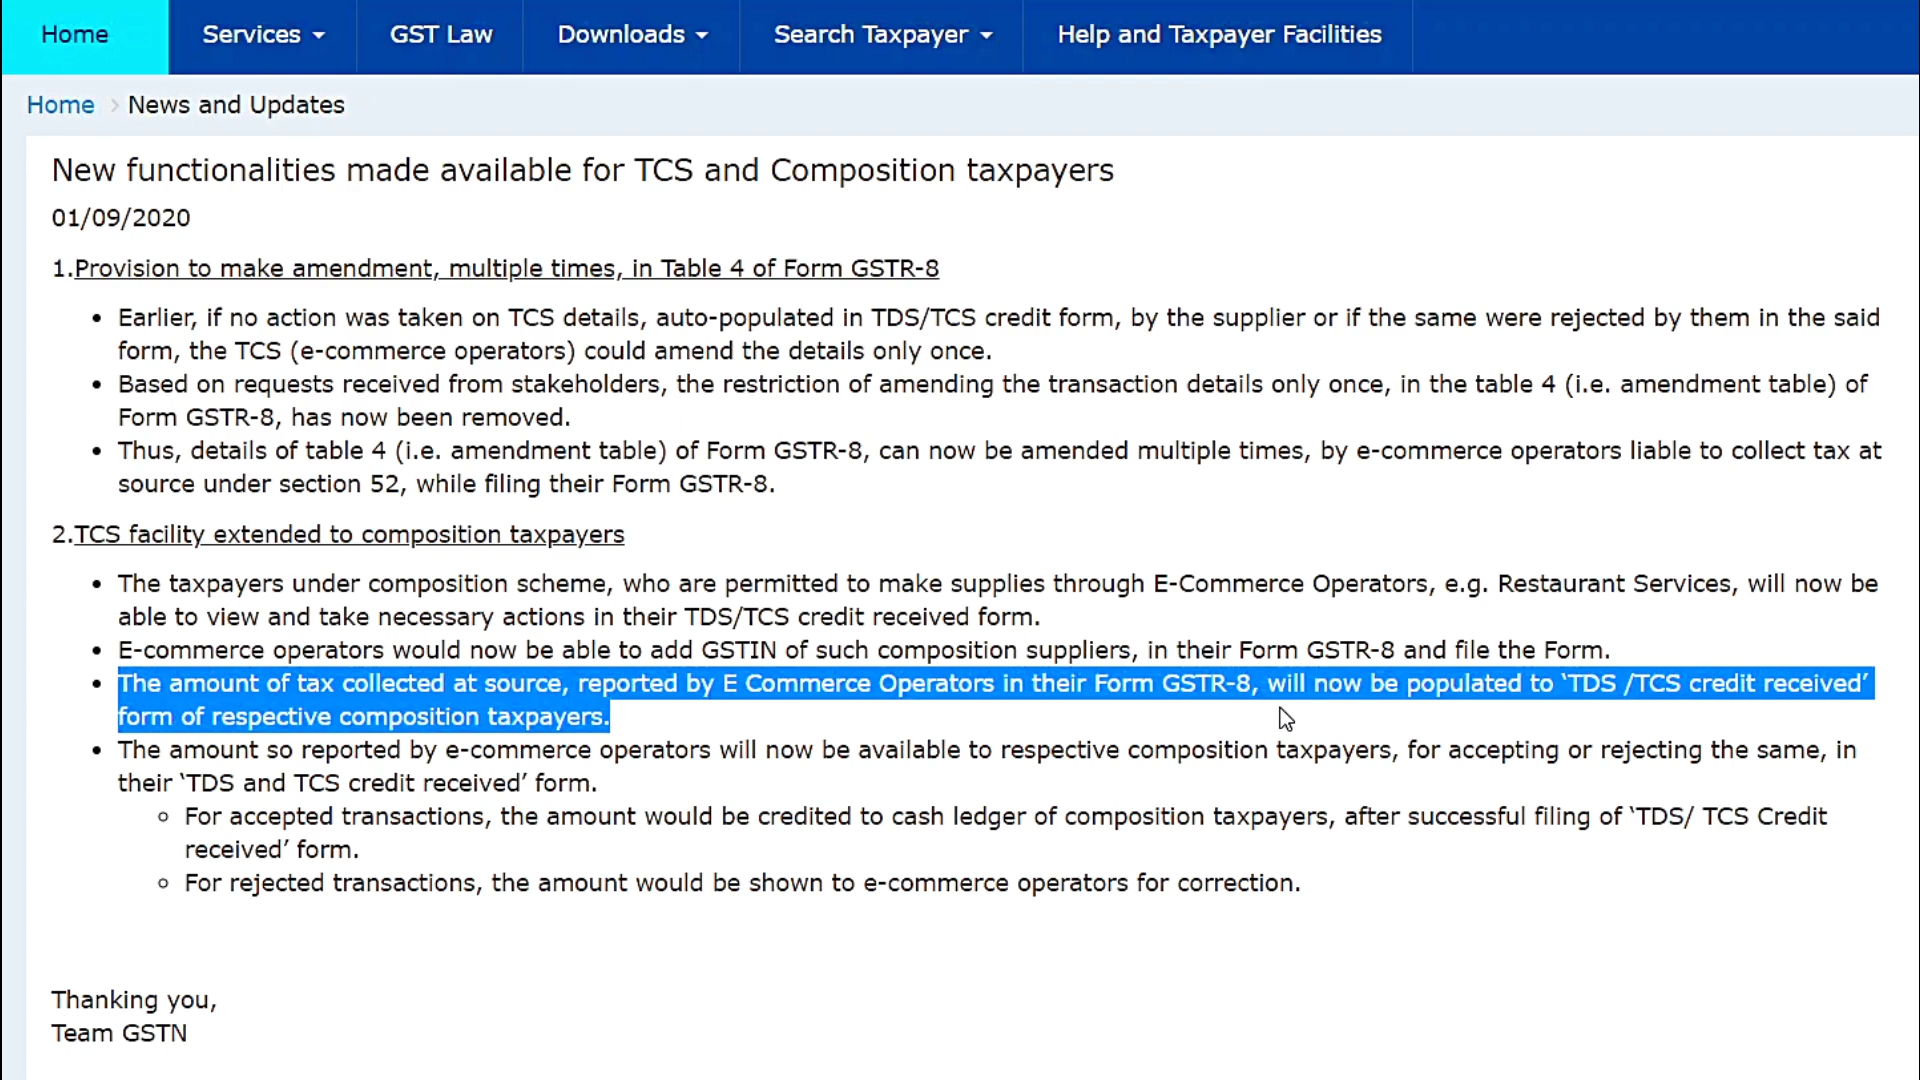 Home Services GST Law Downloads Search Taxpayer Help and Taxpayer Facilities
Home > News and Updates
New functionalities made available for TCS and Composition taxpayers
01/09/2020
1.Provision to make amendment, multiple times, in Table 4 of Form GSTR-8
• Earlier, if no action was taken on TCS details, auto-populated in TDS/TCS credit form, by the supplier or if the same were rejected by them in the said
form, the TCS (e-commerce operators) could amend the details only once.
• Based on requests received from stakeholders, the restriction of amending the transaction details only once, in the table 4 (i.e. amendment table) of
Form GSTR-8, has now been removed.
• Thus, details of table 4 (i.e. amendment table) of Form GSTR-8, can now be amended multiple times, by e-commerce operators liable to collect tax at
source under section 52, while filing their Form GSTR-8.
2.TCS facility extended to composition taxpayers
• The taxpayers under composition scheme, who are permitted to make supplies through E-Commerce Operators, e.g. Restaurant Services, will now be
able to view and take necessary actions in their TDS/TCS credit received form.
• E-commerce operators would now be able to add GSTIN of such composition suppliers, in their Form GSTR-8 and file the Form.
• The amount of tax collected at source, reported by E Commerce Operators in their Form GSTR-8, will now be populated to ‘TDS /TCS credit received’
form of respective composition taxpayers.
• The amount so reported by e-commerce operators will now be available to respective composition taxpayers, for accepting or rejecting the same, in
their ‘TDS and TCS credit received’ form.
◦ For accepted transactions, the amount would be credited to cash ledger of composition taxpayers, after successful filing of ‘TDS/ TCS Credit
received’ form.
◦ For rejected transactions, the amount would be shown to e-commerce operators for correction.
Thanking you,
Team GSTN